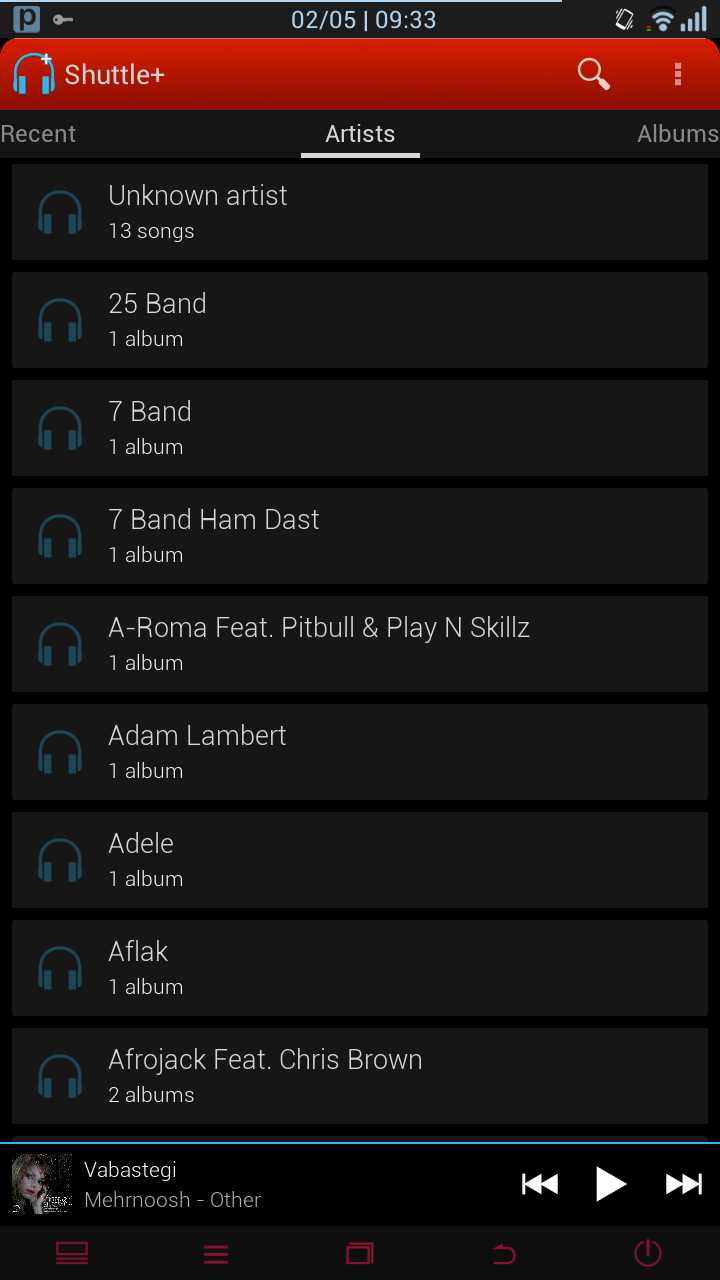 02/05 | 09:33
Shuttle+
Recent
Artists
Albums
Unknown artist
13 songs
25 Band
1 album
7 Band
1 album
7 Band Ham Dast
1 album
A-Roma Feat. Pitbull & Play N Skillz
1 album
Adam Lambert
1 album
Adele
1 album
Aflak
1 album
Afrojack Feat. Chris Brown
2 albums
Vabastegi
Mehrnoosh - Other